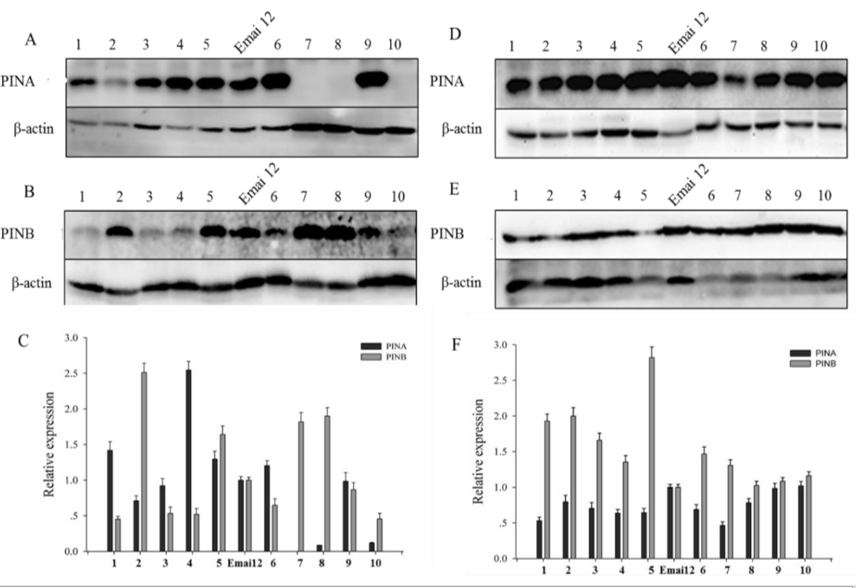 A
1 2 3 4 5 Emai 12 6 7 8 9 10
PINA
β-actin
B
1 2 3 4 5 Emai 12 6 7 8 9 10
PINB
β-actin
C
3.0
2.5
2.0
1.5
1.0
.5
0.0
Relative expression
PINA
PINB
1 2 3 4 5 Emai12 6 7 8 9 10
D
1 2 3 4 5 Emai 12 6 7 8 9 10
PINA
β-actin
E
1 2 3 4 5 Emai 12 6 7 8 9 10
PINB
β-actin
F
3.0
2.5
2.0
1.5
1.0
.5
0.0
Relative expression
PINA
PINB
1 2 3 4 5 Emai12 6 7 8 9 10